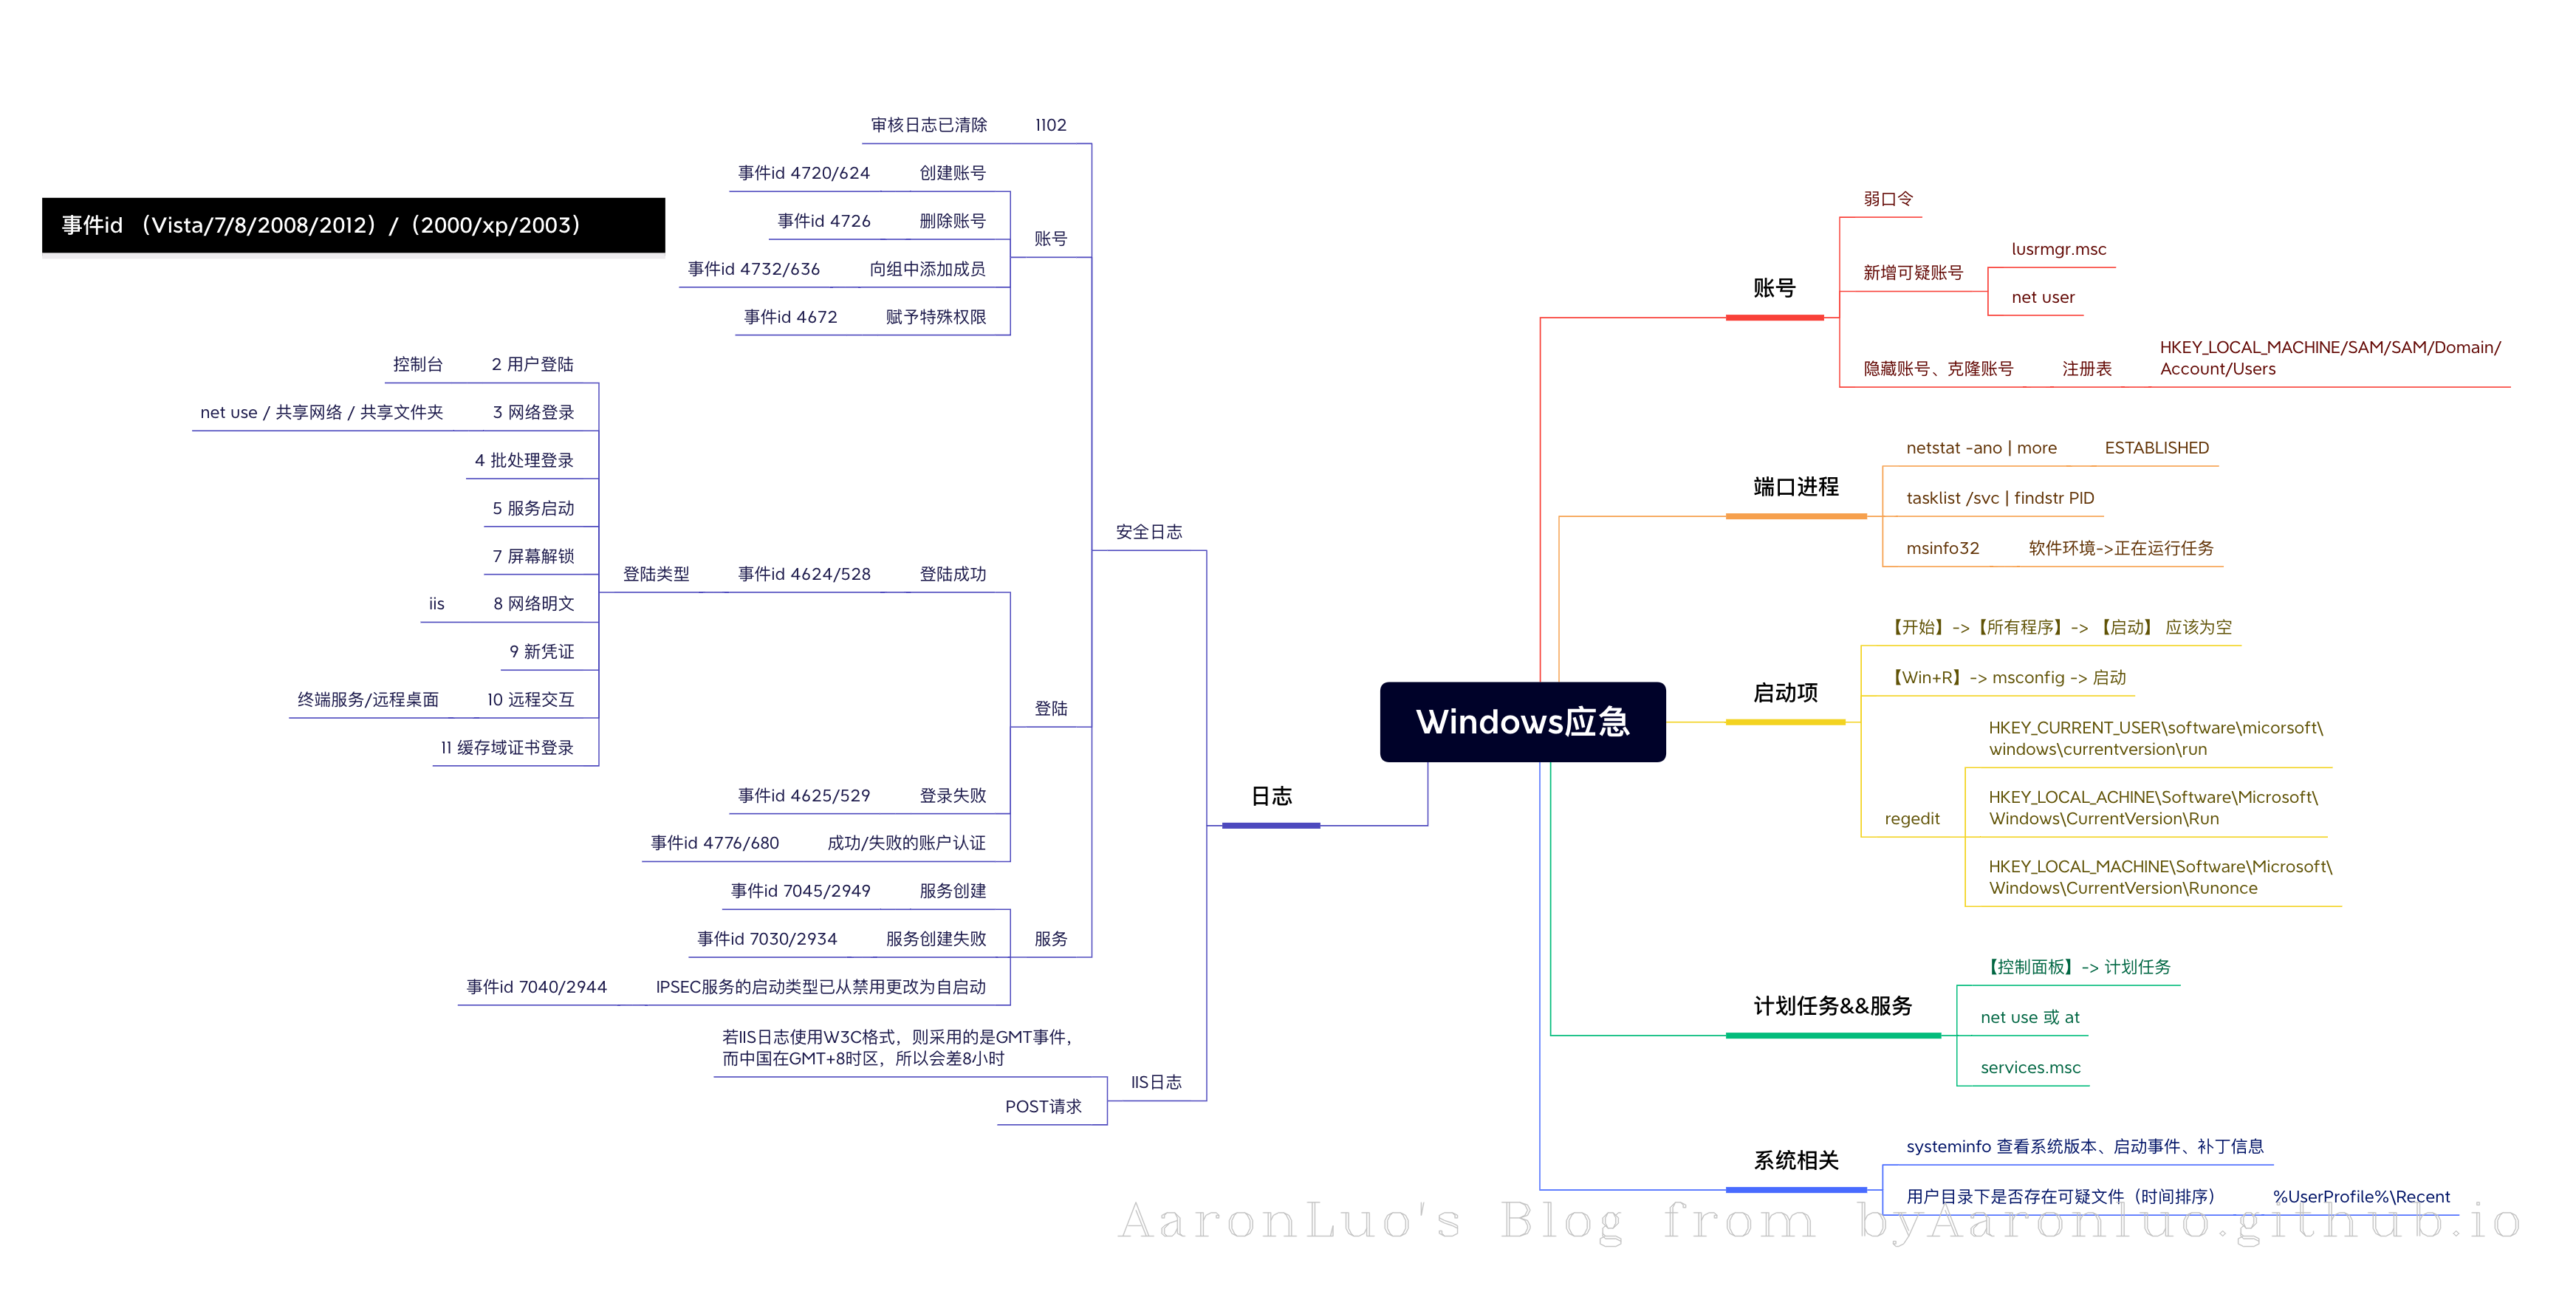 事件id （Vista/7/8/2008/2012）/（2000/xp/2003）
Windows应急
账号
弱口令
新增可疑账号
lusrmgr.msc
net user
隐藏账号、克隆账号
注册表
HKEY_LOCAL_MACHINE/SAM/SAM/Domain/
Account/Users
端口进程
netstat -ano | more
ESTABLISHED
tasklist /svc | findstr PID
msinfo32
软件环境->正在运行任务
启动项
【开始】->【所有程序】-> 【启动】 应该为空
【Win+R】-> msconfig -> 启动
regedit
HKEY_CURRENT_USER\software\micorsoft\
windows\currentversion\run
HKEY_LOCAL_ACHINE\Software\Microsoft\
Windows\CurrentVersion\Run
HKEY_LOCAL_MACHINE\Software\Microsoft\
Windows\CurrentVersion\Runonce
计划任务&&服务
【控制面板】-> 计划任务
net use 或 at
services.msc
系统相关
systeminfo 查看系统版本、启动事件、补丁信息
用户目录下是否存在可疑文件（时间排序）
%UserProfile%\Recent
日志
安全日志
1102
审核日志已清除
账号
创建账号
事件id 4720/624
删除账号
事件id 4726
向组中添加成员
事件id 4732/636
赋予特殊权限
事件id 4672
登陆
登陆成功
事件id 4624/528
登陆类型
2 用户登陆
控制台
3 网络登录
net use / 共享网络 / 共享文件夹
4 批处理登录
5 服务启动
7 屏幕解锁
8 网络明文
iis
9 新凭证
10 远程交互
终端服务/远程桌面
11 缓存域证书登录
登录失败
事件id 4625/529
成功/失败的账户认证
事件id 4776/680
服务
服务创建
事件id 7045/2949
服务创建失败
事件id 7030/2934
IPSEC服务的启动类型已从禁用更改为自启动
事件id 7040/2944
IIS日志
若IIS日志使用W3C格式，则采用的是GMT事件，
而中国在GMT+8时区，所以会差8小时
POST请求
AaronLuo's Blog from byAaronluo.github.io